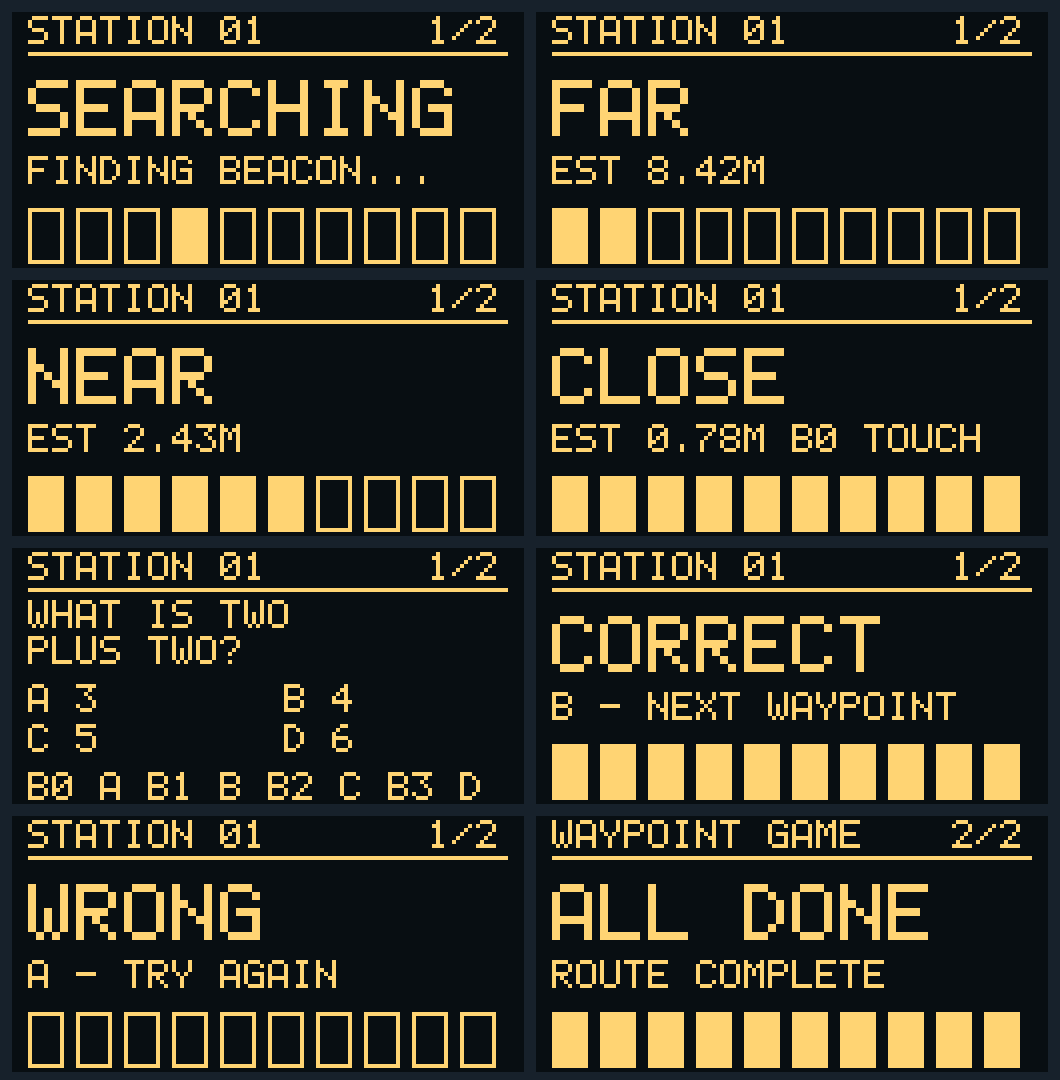 STATION 01 1/2
SEARCHING
FINDING BEACON...
STATION 01 1/2
FAR
EST 8.42M
STATION 01 1/2
NEAR
EST 2.43M
STATION 01 1/2
CLOSE
EST 0.78M B0 TOUCH
STATION 01 1/2
WHAT IS TWO
PLUS TWO?
A 3 B 4
C 5 D 6
B0 A B1 B B2 C B3 D
STATION 01 1/2
CORRECT
B - NEXT WAYPOINT
STATION 01 1/2
WRONG
A - TRY AGAIN
WAYPOINT GAME 2/2
ALL DONE
ROUTE COMPLETE